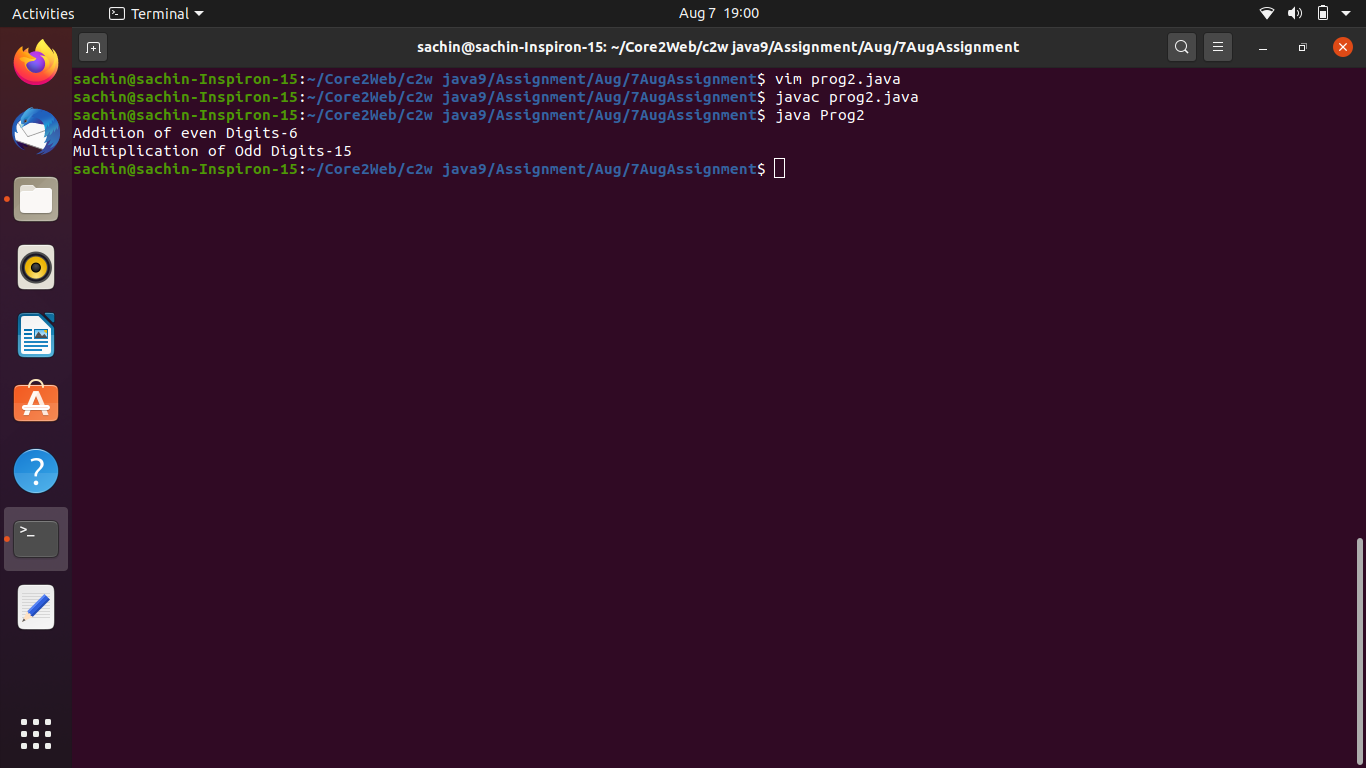 Activities
Terminal
Aug 7 19:00
sachin@sachin-Inspiron-15: ~/Core2Web/c2w java9/Assignment/Aug/7AugAssignment
sachin@sachin-Inspiron-15:~/Core2Web/c2w java9/Assignment/Aug/7AugAssignment$ vim prog2.java
sachin@sachin-Inspiron-15:~/Core2Web/c2w java9/Assignment/Aug/7AugAssignment$ javac prog2.java
sachin@sachin-Inspiron-15:~/Core2Web/c2w java9/Assignment/Aug/7AugAssignment$ java Prog2
Addition of even Digits-6
Multiplication of Odd Digits-15
sachin@sachin-Inspiron-15:~/Core2Web/c2w java9/Assignment/Aug/7AugAssignment$